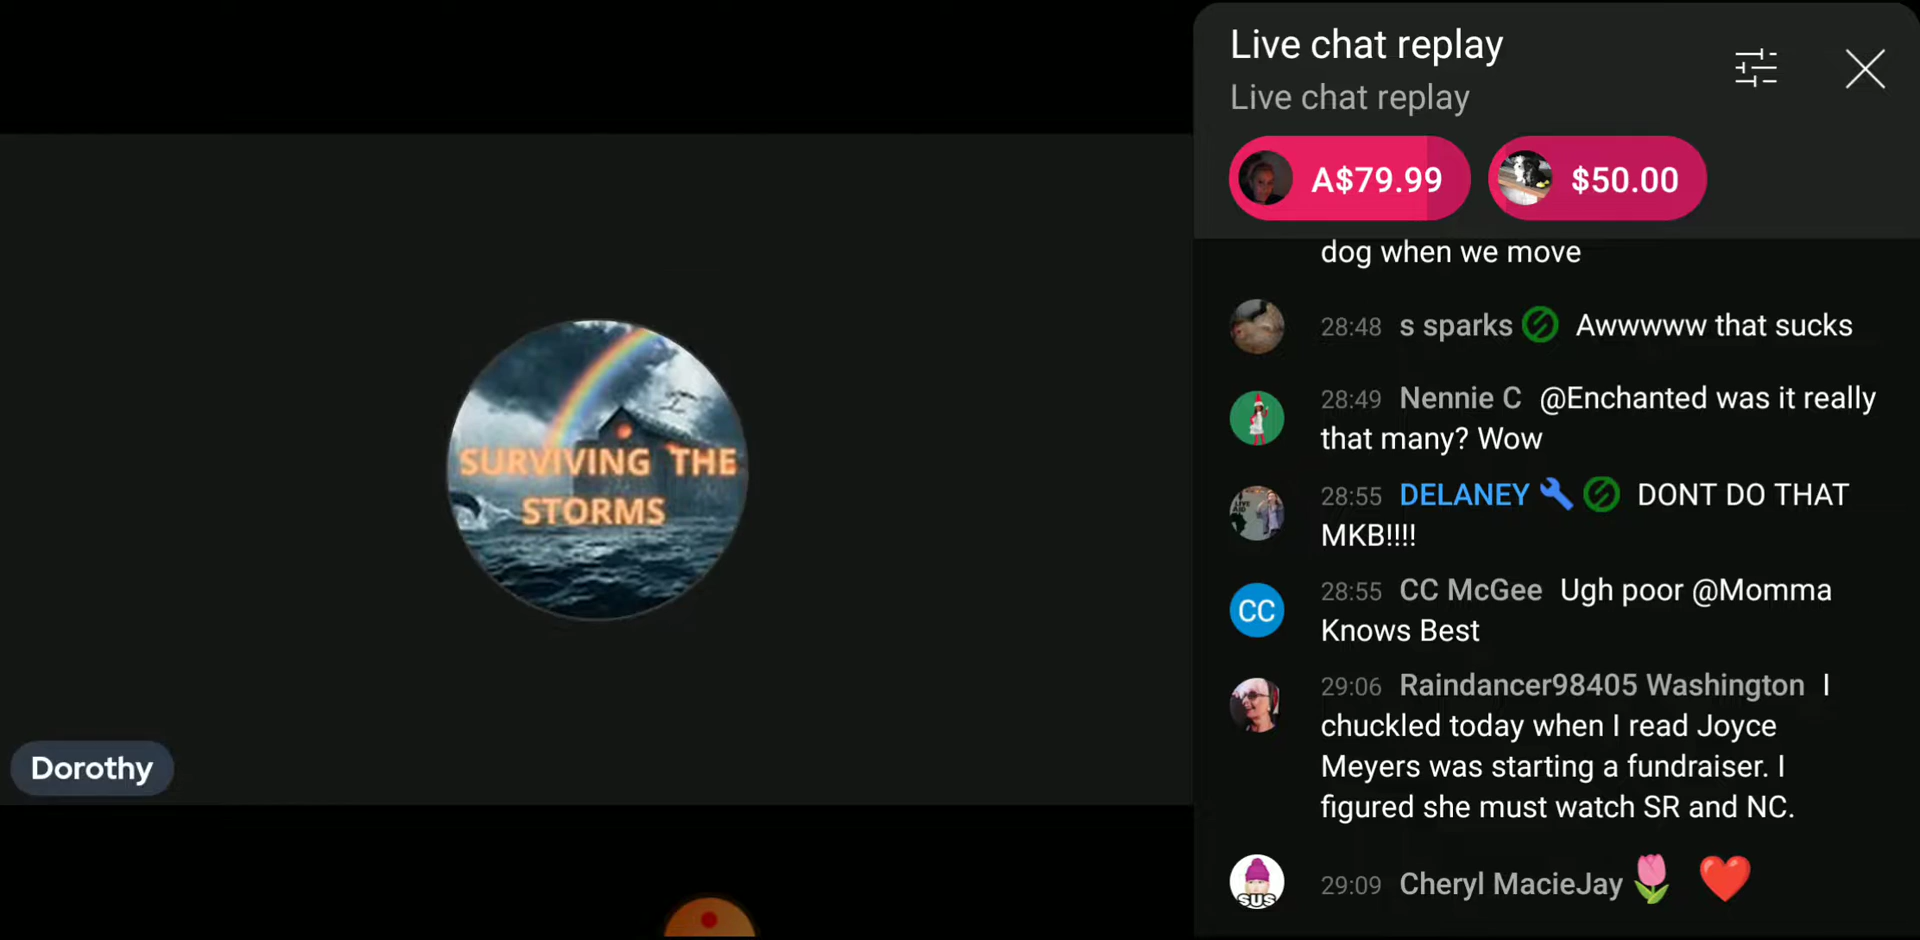 SURVIVING THE
STORMS
Dorothy
Live chat replay
Live chat replay
A$79.99 $50.00
dog when we move
28:48 s sparks Awwwww that sucks
28:49 Nennie C @Enchanted was it really
that many? Wow
28:55 DELANEY DONT DO THAT
MKB!!!!
CC 28:55 CC McGee Ugh poor @Momma
Knows Best
29:06 Raindancer98405 Washington I
chuckled today when I read Joyce
Meyers was starting a fundraiser. I
figured she must watch SR and NC.
SUS 29:09 Cheryl MacieJay